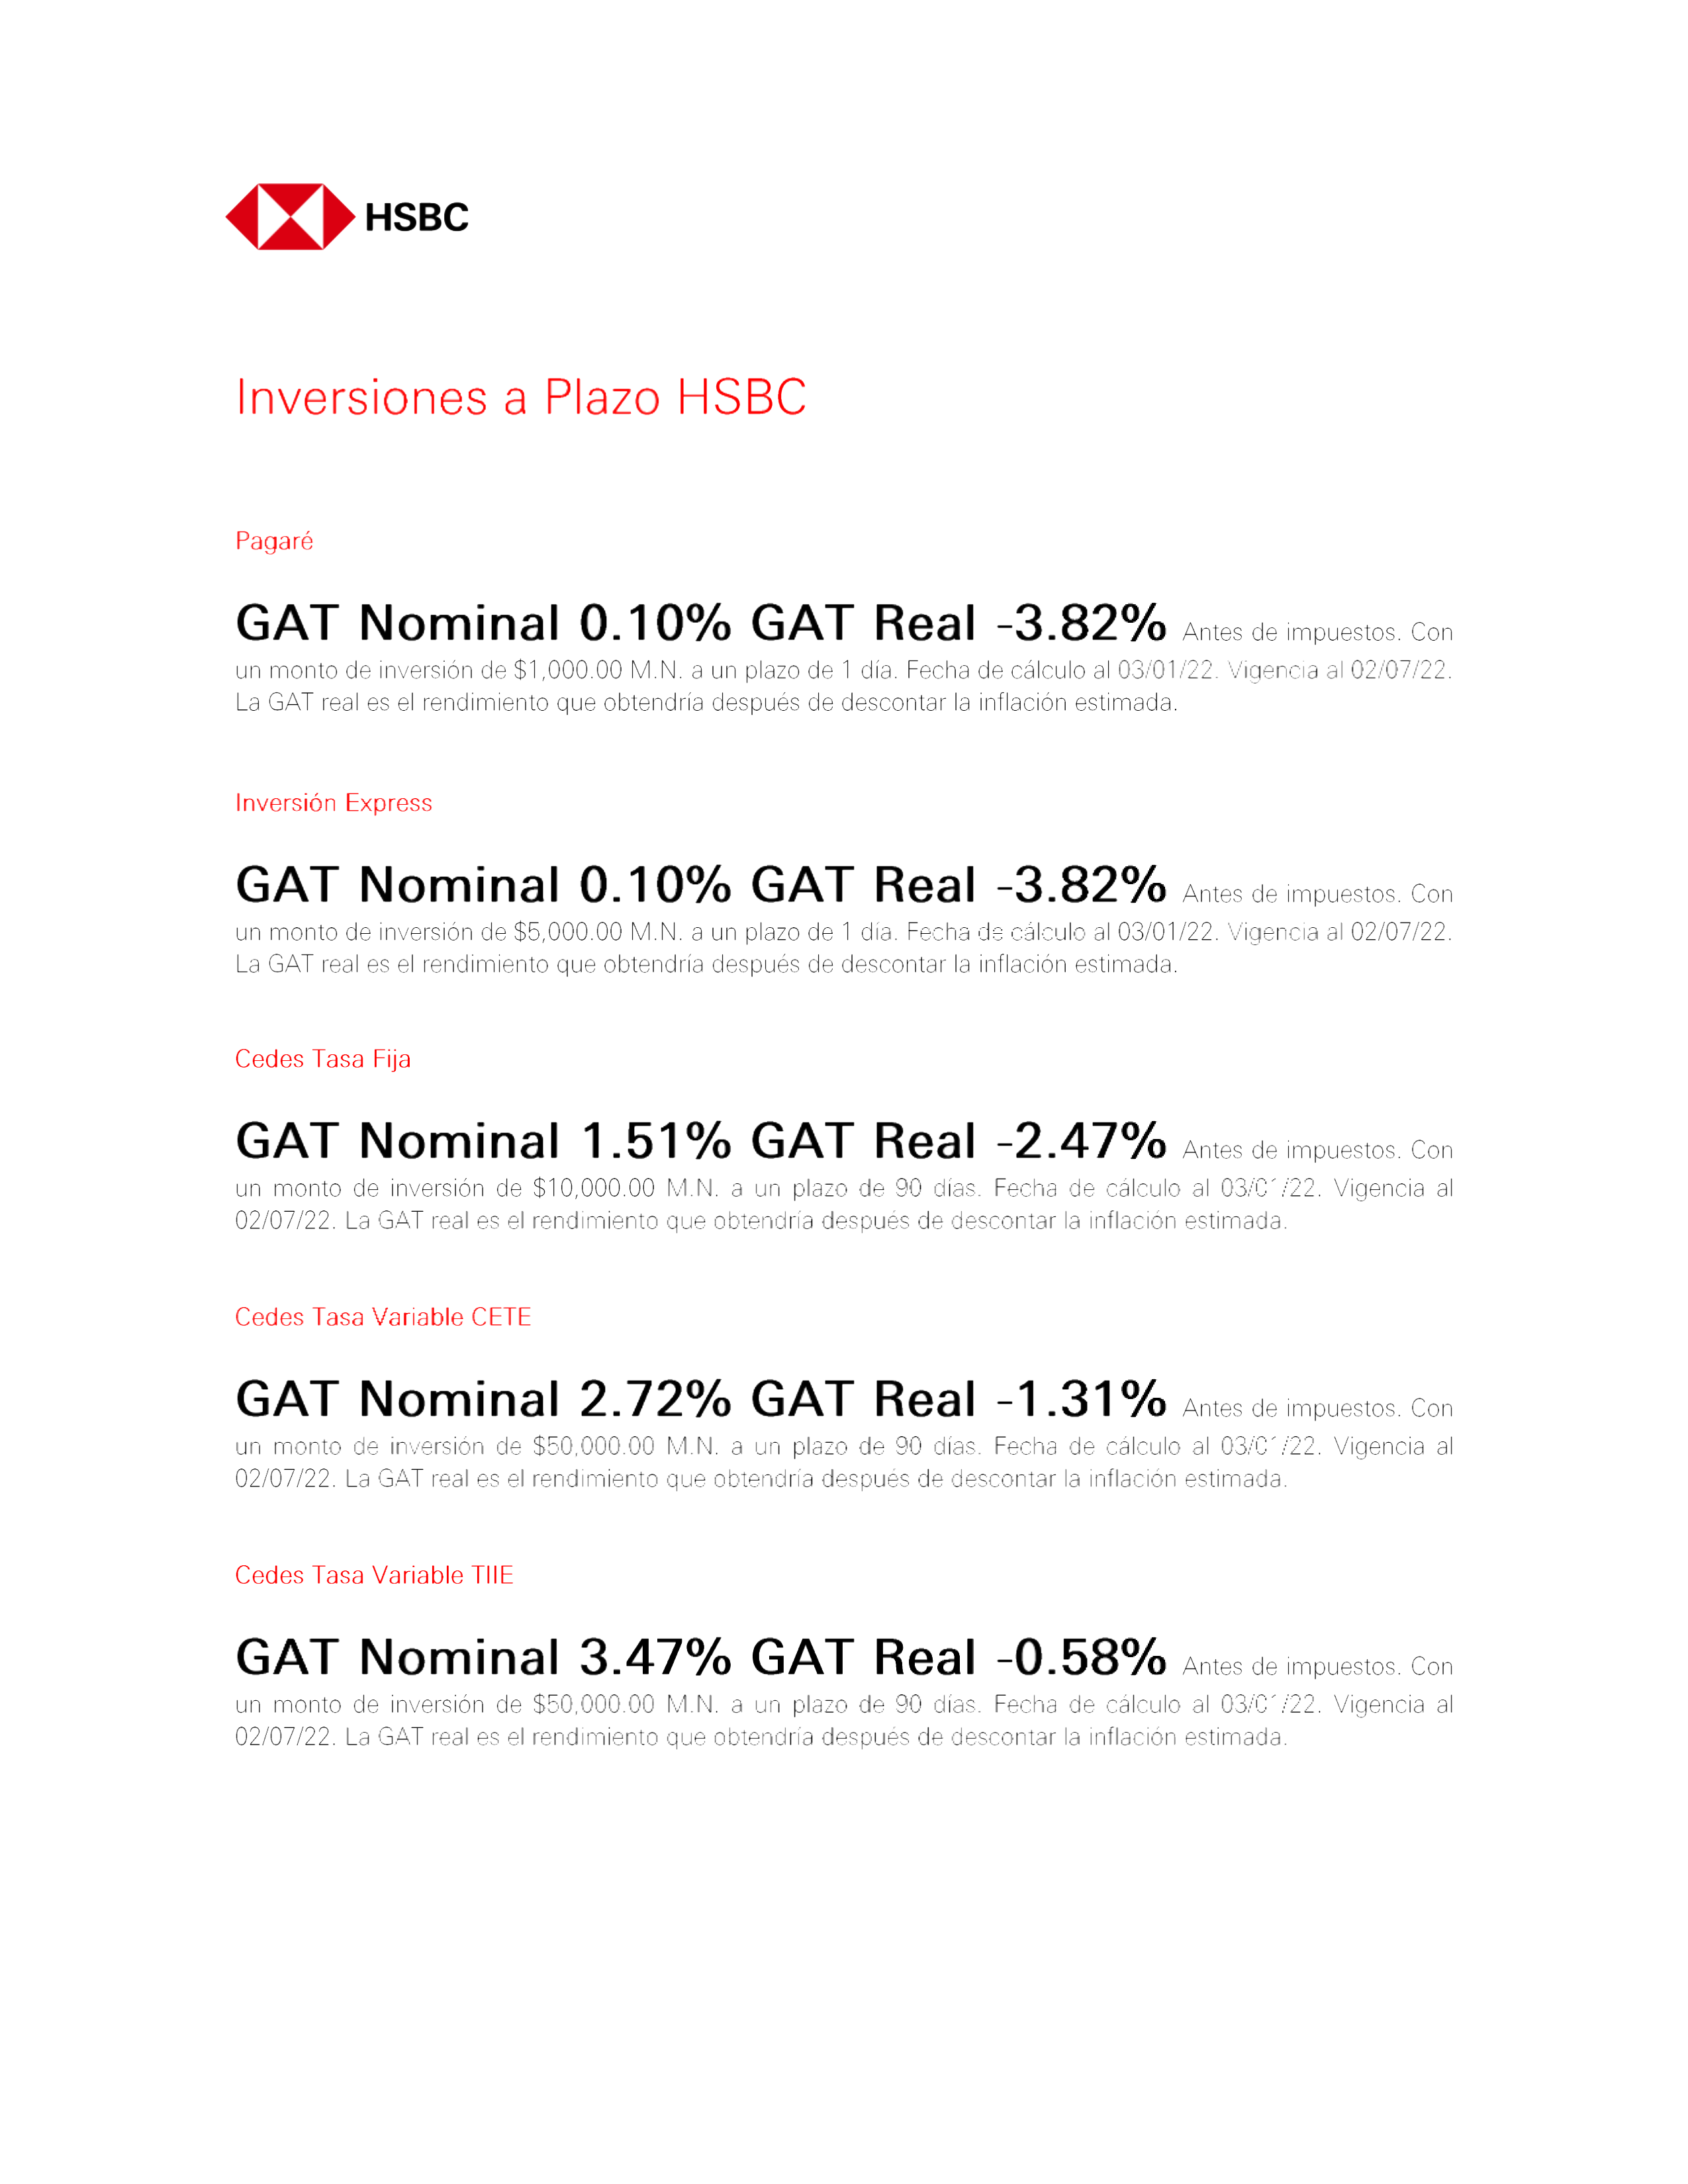 HSBC
Inversiones a Plazo HSBC
Pagaré
GAT Nominal 0.10% GAT Real -3.82% Antes de impuestos. Con
un monto de inversión de $1,000.00 M.N. a un plazo de 1 día. Fecha de cálculo al 03/01/22. Vigencia al 02/07/22.
La GAT real es el rendimiento que obtendría después de descontar la inflación estimada.
Inversión Express
GAT Nominal 0.10% GAT Real -3.82% Antes de impuestos. Con
un monto de inversión de $5,000.00 M.N. a un plazo de 1 día. Fecha de cálculo al 03/01/22. Vigencia al 02/07/22.
La GAT real es el rendimiento que obtendría después de descontar la inflación estimada.
Cedes Tasa Fija
GAT Nominal 1.51% GAT Real -2.47% Antes de impuestos. Con
un monto de inversión de $10,000.00 M.N. a un plazo de 90 días. Fecha de cálculo al 03/01/22. Vigencia al
02/07/22. La GAT real es el rendimiento que obtendría después de descontar la inflación estimada.
Cedes Tasa Variable CETE
GAT Nominal 2.72% GAT Real -1.31% Antes de impuestos. Con
un monto de inversión de $50,000.00 M.N. a un plazo de 90 días. Fecha de cálculo al 03/01/22. Vigencia al
02/07/22. La GAT real es el rendimiento que obtendría después de descontar la inflación estimada.
Cedes Tasa Variable TIIE
GAT Nominal 3.47% GAT Real -0.58% Antes de impuestos. Con
un monto de inversión de $50,000.00 M.N. a un plazo de 90 días. Fecha de cálculo al 03/01/22. Vigencia al
02/07/22. La GAT real es el rendimiento que obtendría después de descontar la inflación estimada.